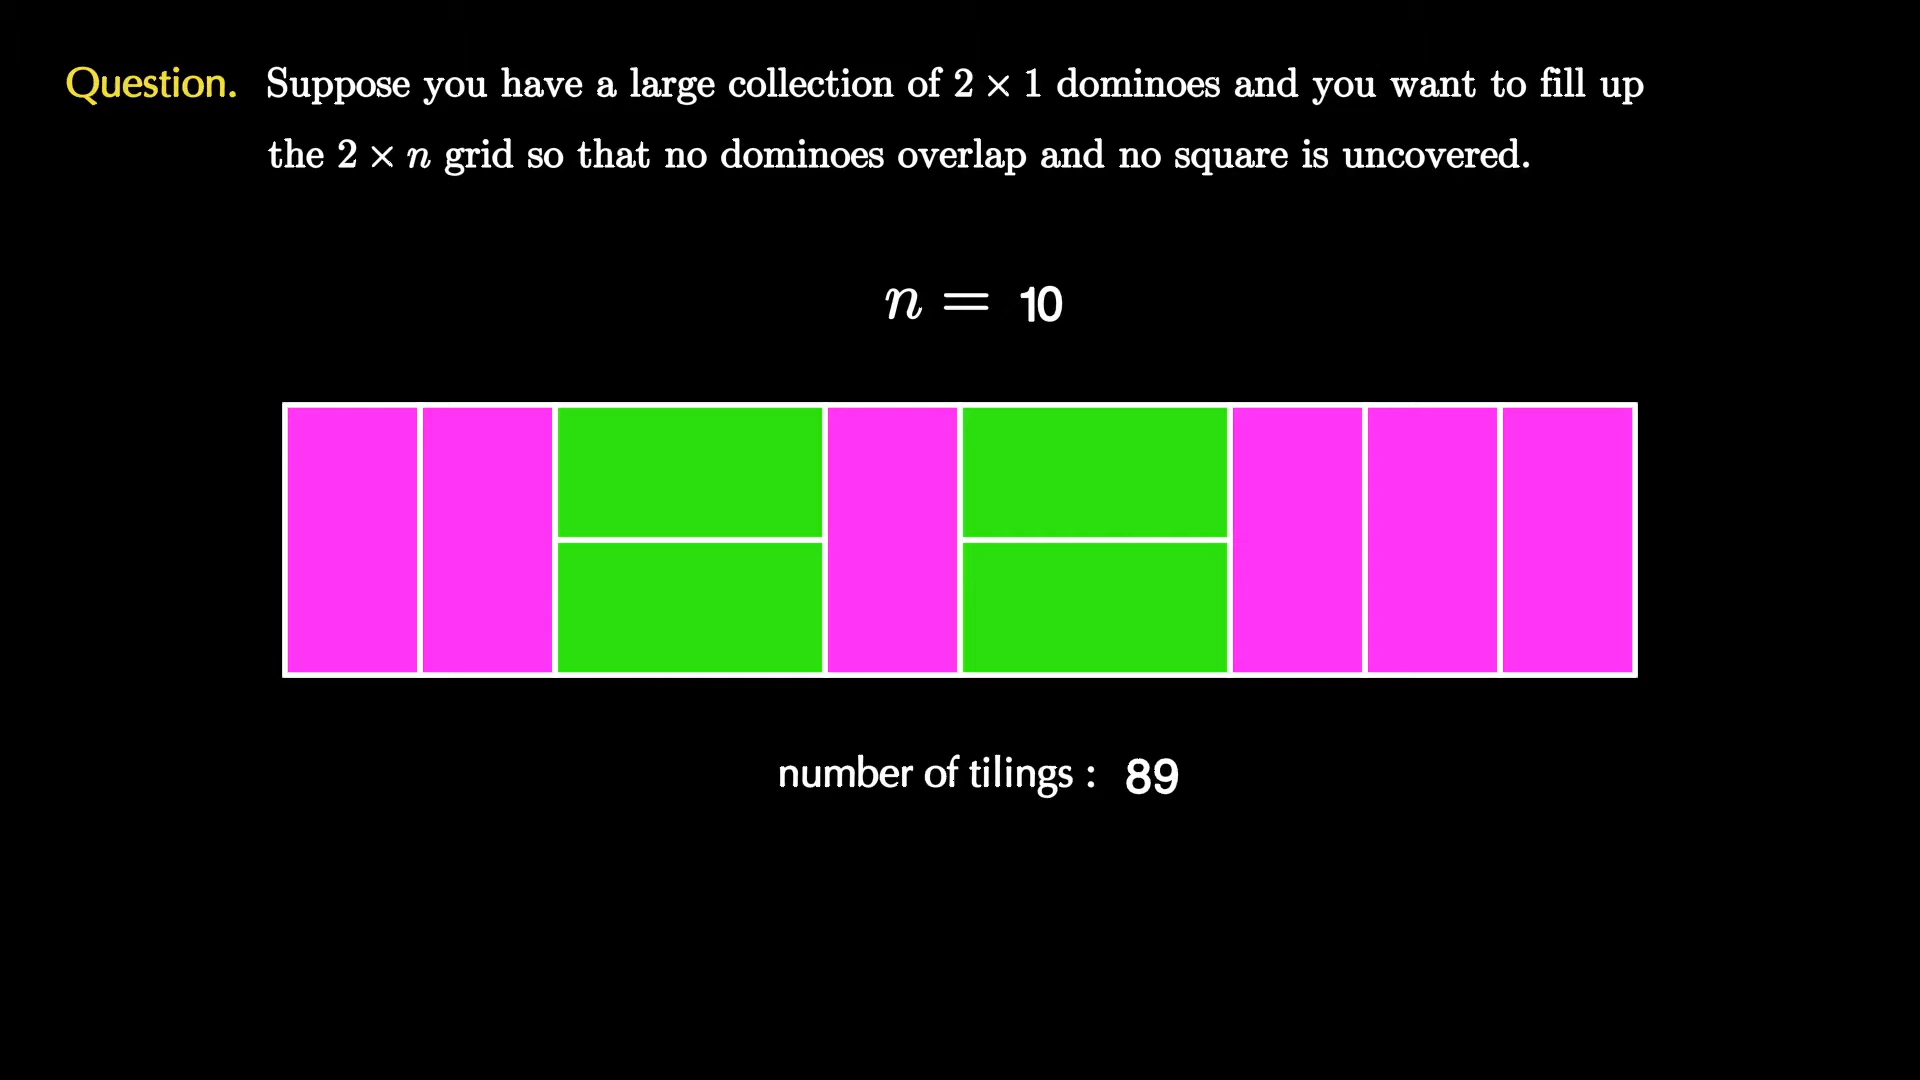 Question. Suppose you have a large collection of 2 × 1 dominoes and you want to fill up
the 2 × n grid so that no dominoes overlap and no square is uncovered.
n = 10
number of tilings : 89